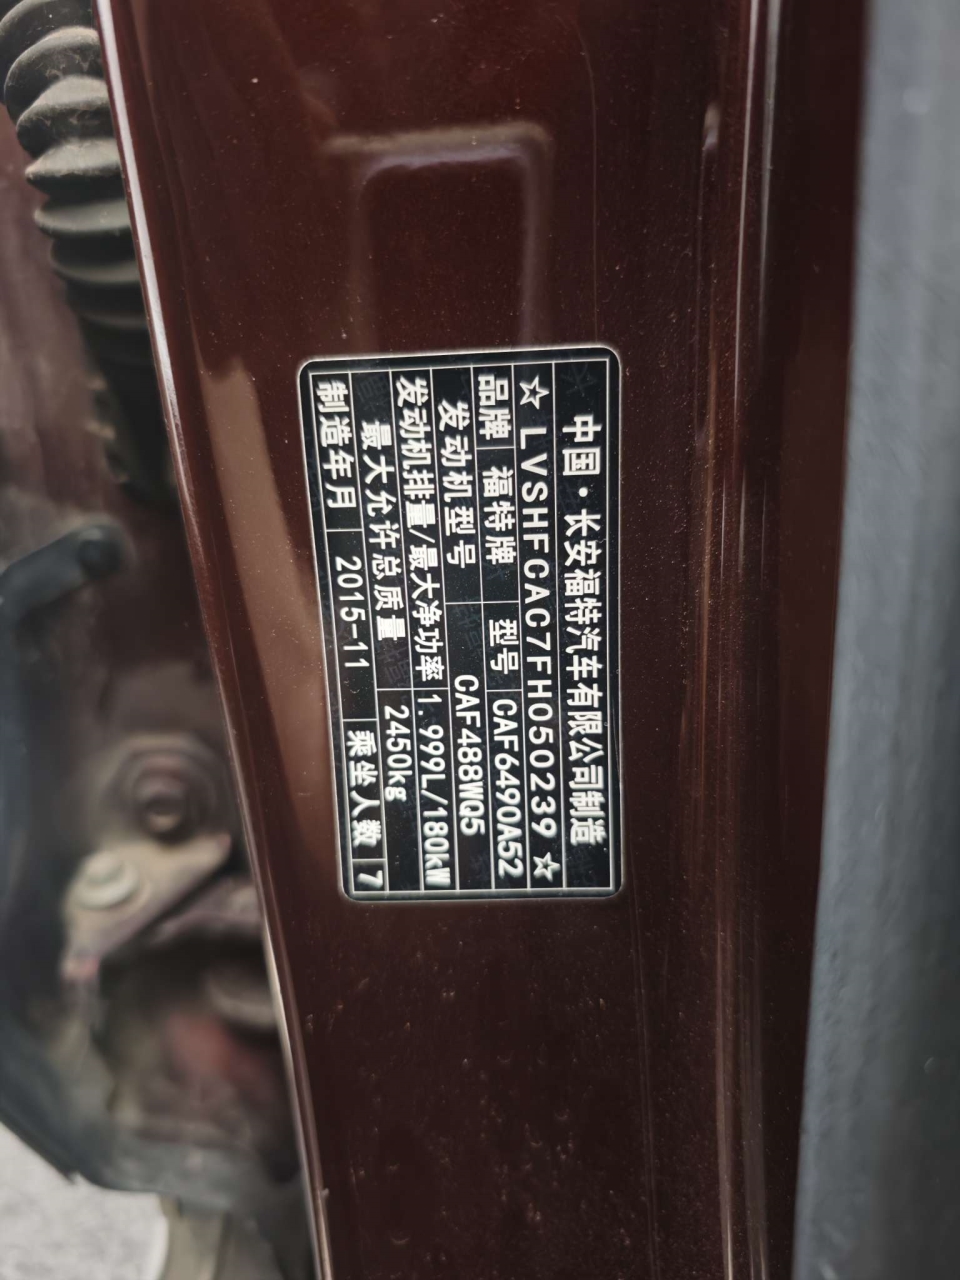 中国·长安福特汽车有限公司制造
☆LVSHFCAC7FH050239☆
品牌 福特牌 型号 CAF6490A52
发动机型号 CAF488WQ5
发动机排量/最大净功率 1.999L/180kW
最大允许总质量 2450kg
制造年月 2015-11 乘坐人数 7